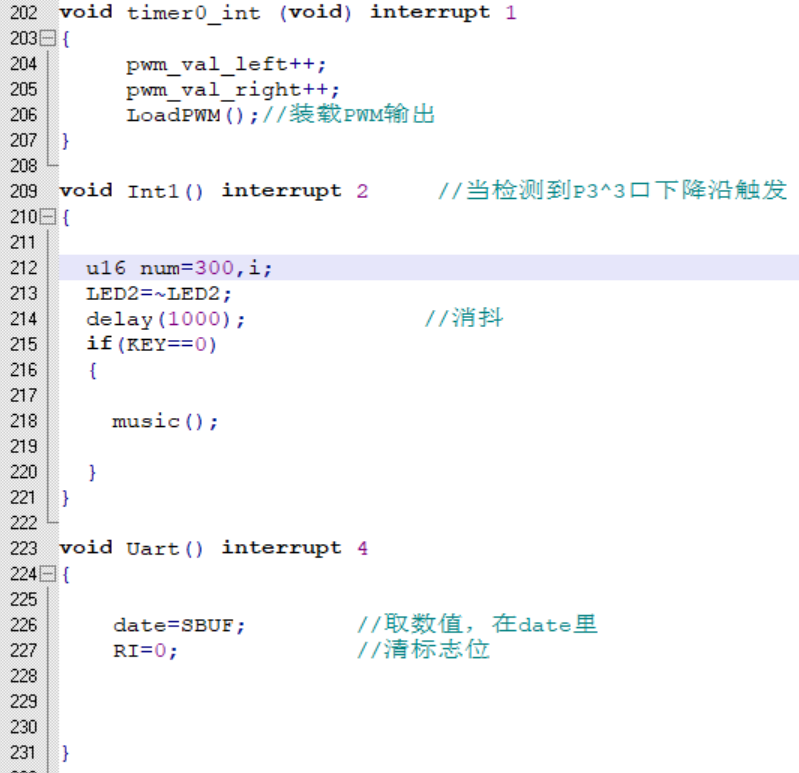 202 void timer0_int (void) interrupt 1
203 {
204 pwm_val_left++;
205 pwm_val_right++;
206 LoadPWM();//装载PWM输出
207 }
208
209 void Int1() interrupt 2 //当检测到P3^3口下降沿触发
210 {
211
212 u16 num=300,i;
213 LED2=~LED2;
214 delay(1000); //消抖
215 if(KEY==0)
216 {
217
218 music();
219
220 }
221 }
222
223 void Uart() interrupt 4
224 {
225
226 date=SBUF; //取数值，在date里
227 RI=0; //清标志位
228
229
230
231 }